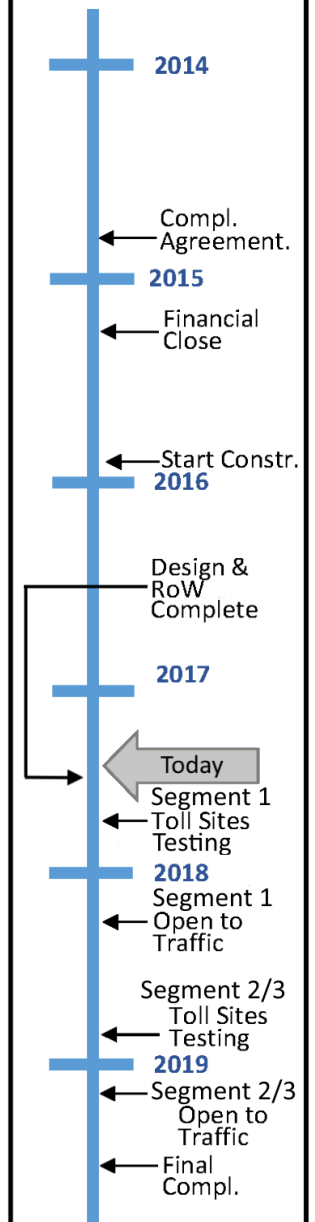 2014
Compl.
Agreement.
2015
Financial
Close
Start Constr.
2016
Design &
RoW
Complete
2017
Today
Segment 1
Toll Sites
Testing
2018
Segment 1
Open to
Traffic
Segment 2/3
Toll Sites
Testing
2019
Segment 2/3
Open to
Traffic
Final
Compl.